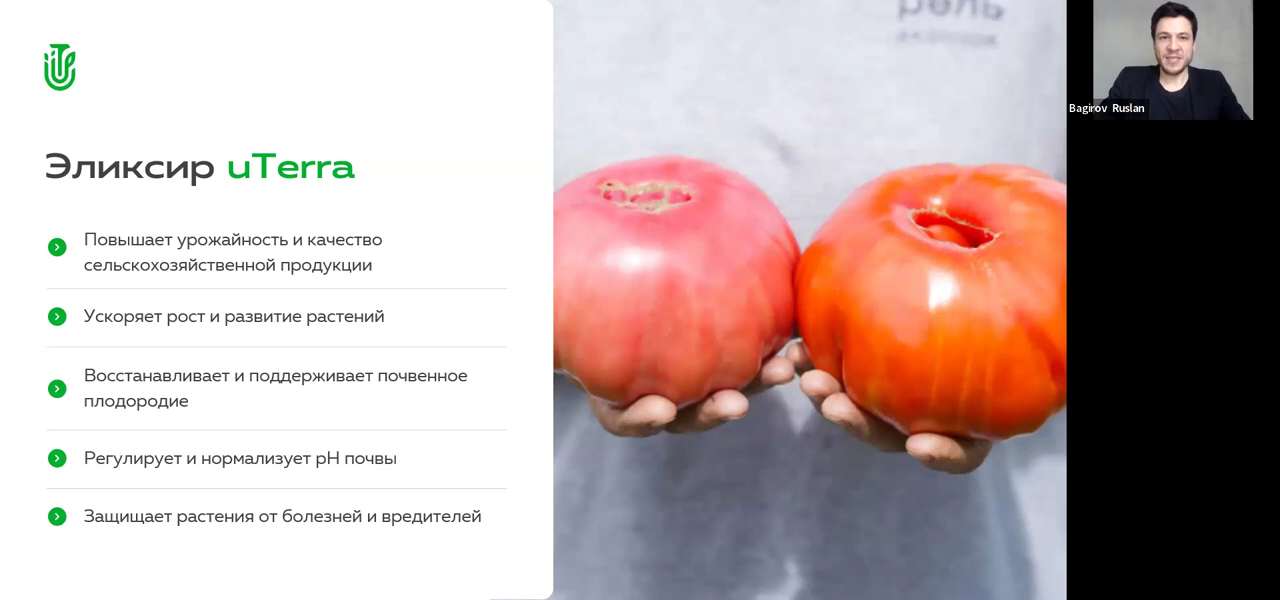 Эликсир uTerra
Повышает урожайность и качество
сельскохозяйственной продукции
Ускоряет рост и развитие растений
Восстанавливает и поддерживает почвенное
плодородие
Регулирует и нормализует pH почвы
Защищает растения от болезней и вредителей
Bagirov Ruslan